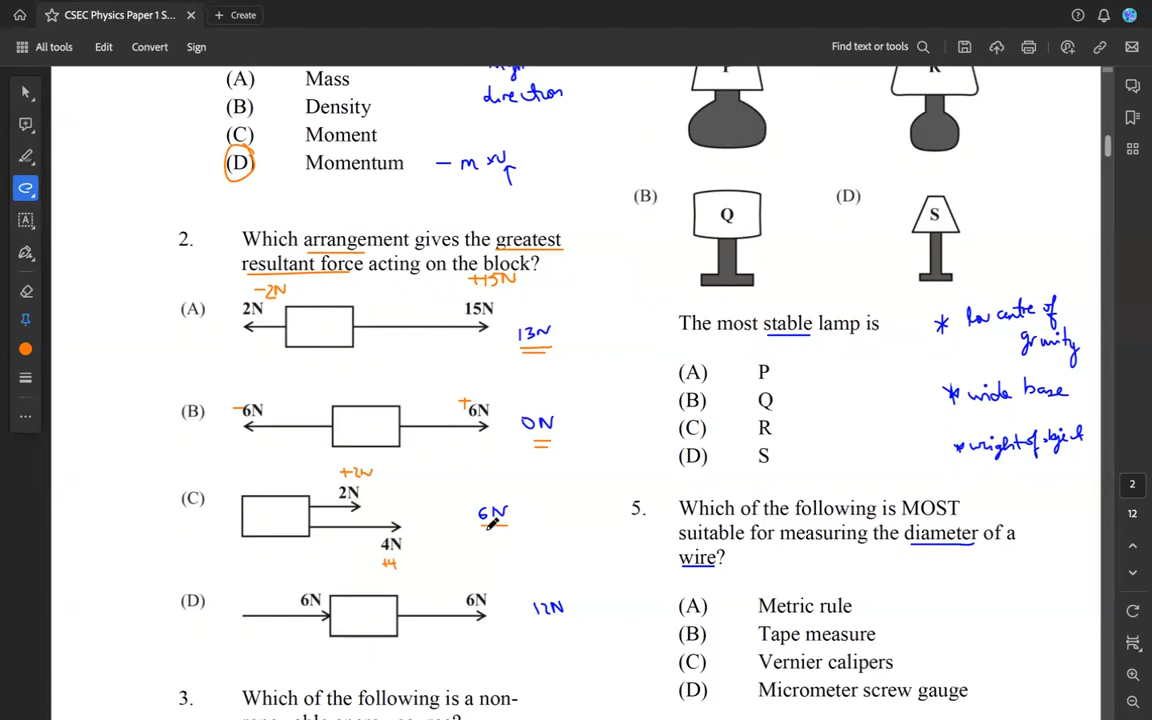 CSEC Physics Paper 1 S...
Create
All tools
Edit
Convert
Sign
Find text or tools
direction
(A) Mass
(B) Density
(C) Moment
(D) Momentum — m × v
2. Which arrangement gives the greatest
resultant force acting on the block?
-2N +15N
(A) 2N 15N
13N
(B) -6N +6N
0N
+2N
(C) 2N
6N
4N
+4
(D) 6N 6N
12N
3. Which of the following is a non-
P R
(B) Q (D) S
The most stable lamp is
* low centre of
gravity
* wide base
* weight of object
(A) P
(B) Q
(C) R
(D) S
5. Which of the following is MOST
suitable for measuring the diameter of a
wire?
(A) Metric rule
(B) Tape measure
(C) Vernier calipers
(D) Micrometer screw gauge
2
12